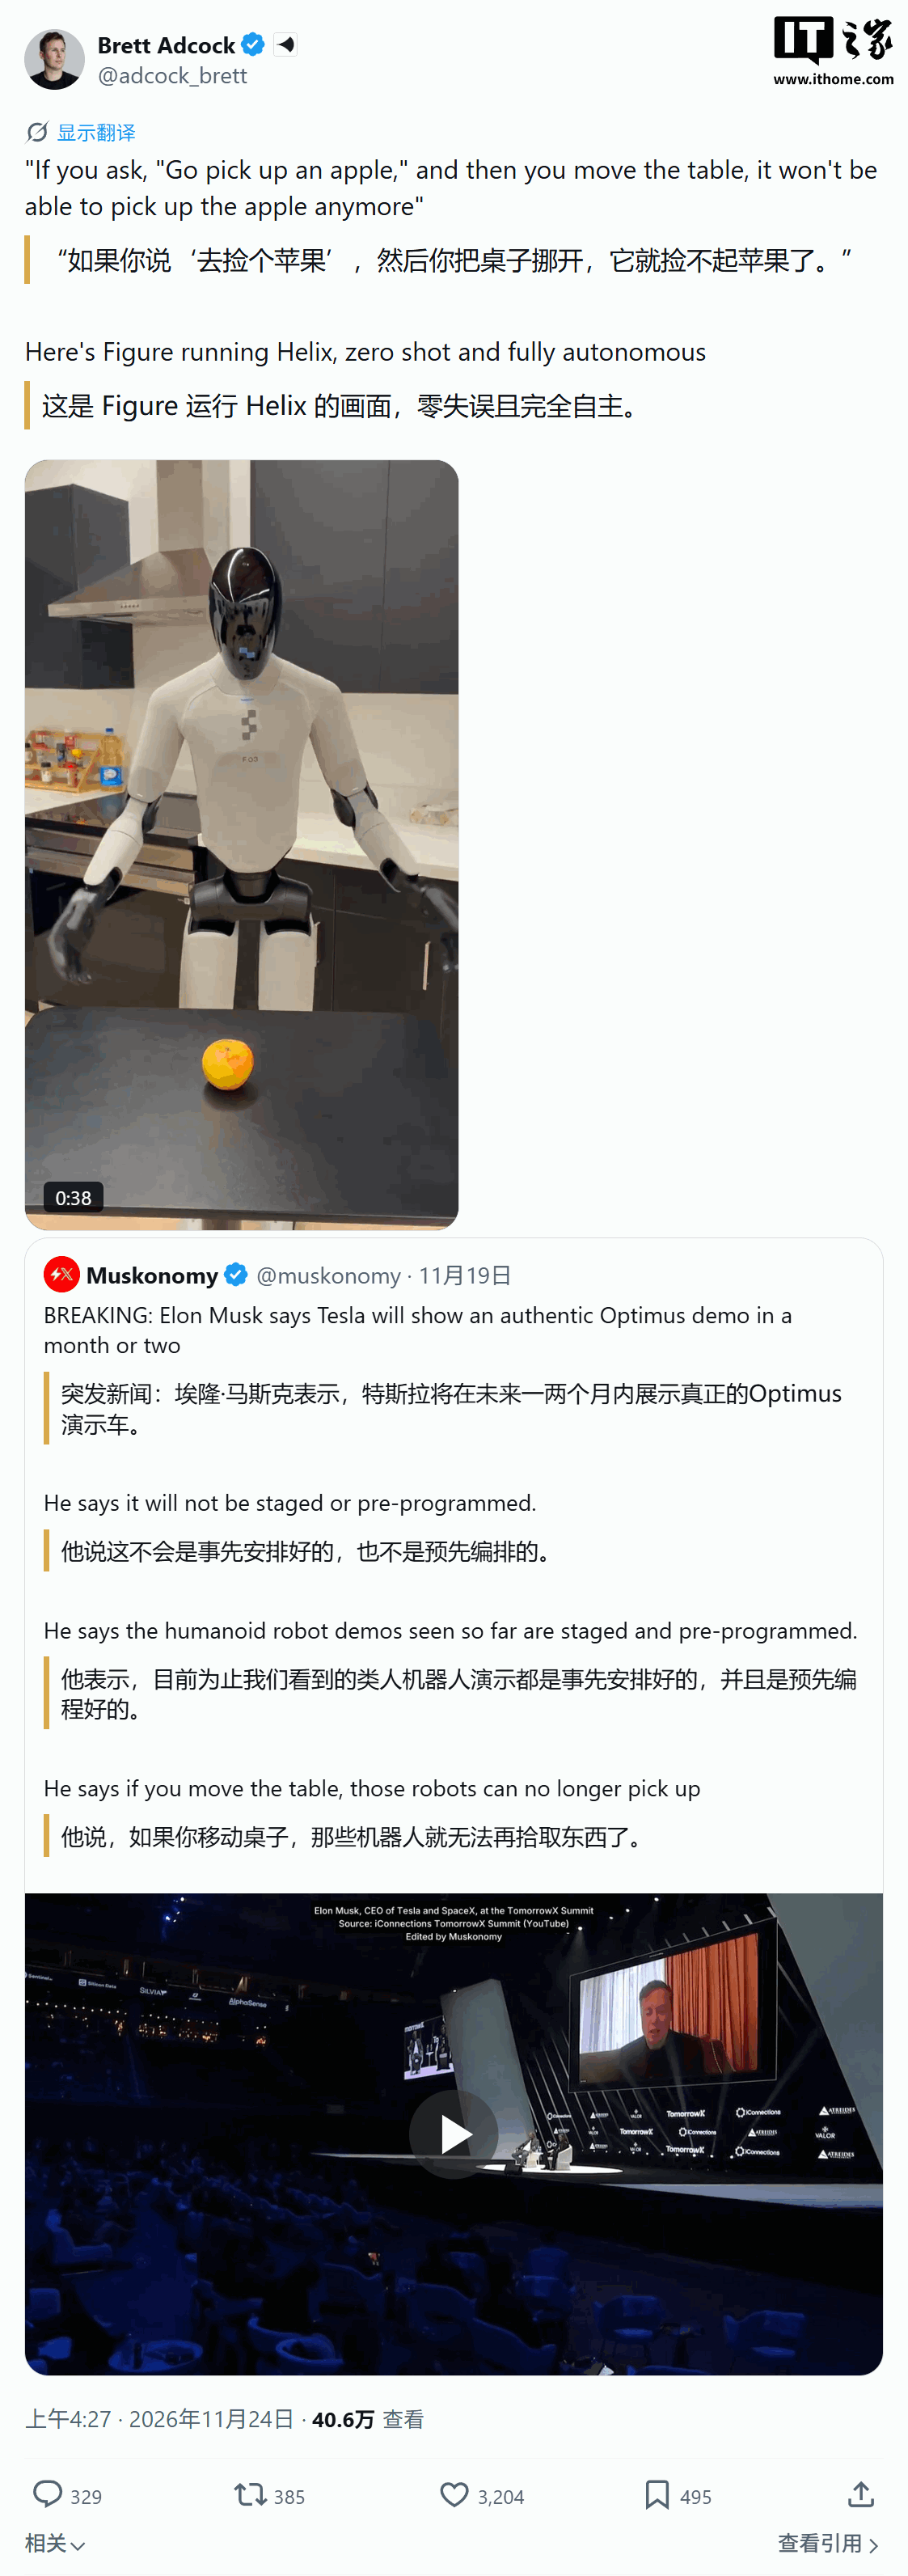 Brett Adcock
@adcock_brett
IT之家
www.ithome.com
显示翻译
"If you ask, "Go pick up an apple," and then you move the table, it won't be
able to pick up the apple anymore"
“如果你说‘去捡个苹果’，然后你把桌子挪开，它就捡不起苹果了。”
Here's Figure running Helix, zero shot and fully autonomous
这是 Figure 运行 Helix 的画面，零失误且完全自主。
F.03
0:38
Muskonomy @muskonomy · 11月19日
BREAKING: Elon Musk says Tesla will show an authentic Optimus demo in a
month or two
突发新闻：埃隆·马斯克表示，特斯拉将在未来一两个月内展示真正的Optimus
演示车。
He says it will not be staged or pre-programmed.
他说这不会是事先安排好的，也不是预先编排的。
He says the humanoid robot demos seen so far are staged and pre-programmed.
他表示，目前为止我们看到的类人机器人演示都是事先安排好的，并且是预先编
程好的。
He says if you move the table, those robots can no longer pick up
他说，如果你移动桌子，那些机器人就无法再拾取东西了。
Elon Musk, CEO of Tesla and SpaceX, at the TomorrowX Summit
Source: iConnections TomorrowX Summit (YouTube)
Edited by Muskonomy
Silicon Data
SILVIA
AlphaSense
TomorrowX iConnections ATREIDES
TomorrowX iConnections ATREIDES VALOR
TomorrowX iConnections ATREIDES
上午4:27 · 2026年11月24日 · 40.6万 查看
329 385 3,204 495
相关 查看引用